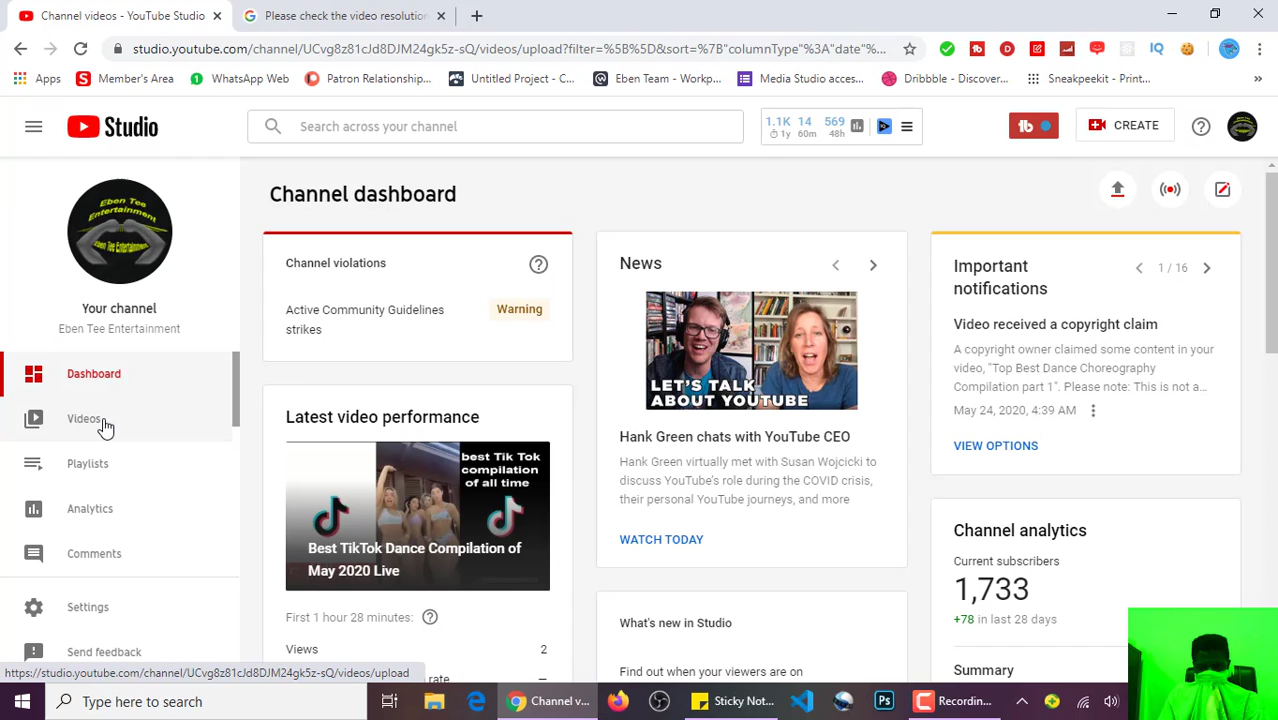 Channel videos - YouTube Studio
Please check the video resolution
studio.youtube.com/channel/UCvg8z81cJd8DJM24gk5z-sQ/videos/upload?filter=%5B%5D&sort=%7B"columnType"%3A"date"%...
IQ
Apps
Member's Area
WhatsApp Web
Patron Relationship...
Untitled Project - C...
Eben Team - Workp...
Media Studio acces...
Dribbble - Discover...
Sneakpeekit - Print...
Studio
Search across your channel
1.1K 14 569
1y 60m 48h
CREATE
Eben Tee
Entertainment
Eben Tee
Entertainment
Your channel
Eben Tee Entertainment
Dashboard
Videos
Playlists
Analytics
Comments
Settings
Send feedback
Channel dashboard
Channel violations
Active Community Guidelines
strikes
Warning
Latest video performance
best Tik Tok
compilation
of all time
Best TikTok Dance Compilation of
May 2020 Live
First 1 hour 28 minutes:
Views
2
News
LET'S TALK
ABOUT YOUTUBE
Hank Green chats with YouTube CEO
Hank Green virtually met with Susan Wojcicki to
discuss YouTube's role during the COVID crisis,
their personal YouTube journeys, and more
WATCH TODAY
What's new in Studio
Find out when your viewers are on
Important
notifications
1 / 16
Video received a copyright claim
A copyright owner claimed some content in your
video, "Top Best Dance Choreography
Compilation part 1". Please note: This is not a...
May 24, 2020, 4:39 AM
VIEW OPTIONS
Channel analytics
Current subscribers
1,733
+78 in last 28 days
Summary
https://studio.youtube.com/channel/UCvg8z81cJd8DJM24gk5z-sQ/videos/upload
Type here to search
Channel v...
Sticky Not...
Ps
Recording...